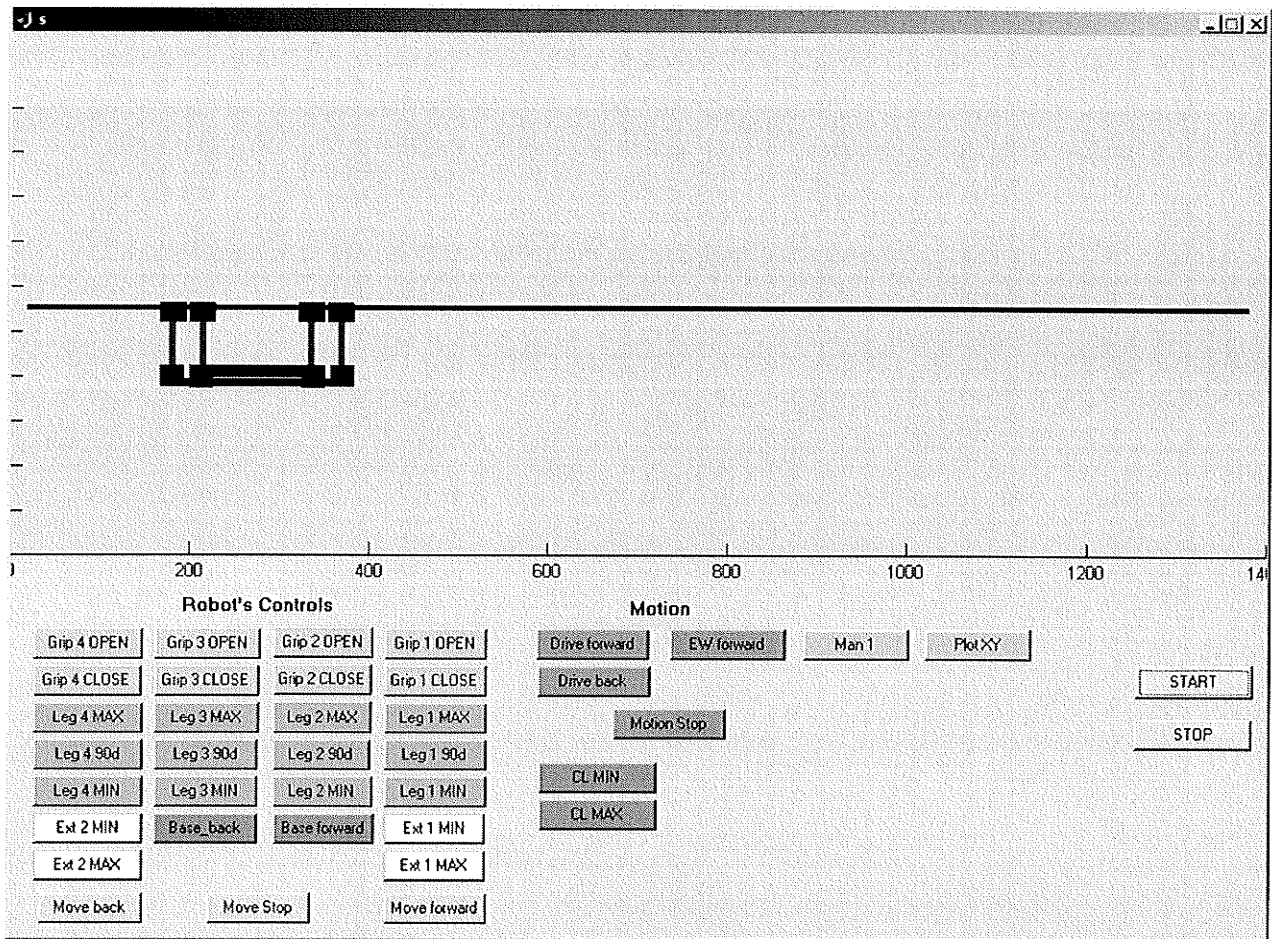 s
0 200 400 600 800 1000 1200 14
Robot's Controls Motion
Grip 4 OPEN Grip 3 OPEN Grip 2 OPEN Grip 1 OPEN Drive forward EW forward Man 1 Plot XY
Grip 4 CLOSE Grip 3 CLOSE Grip 2 CLOSE Grip 1 CLOSE Drive back START
Leg 4 MAX Leg 3 MAX Leg 2 MAX Leg 1 MAX Motion Stop
STOP
Leg 4 90d Leg 3 90d Leg 2 90d Leg 1 90d
Leg 4 MIN Leg 3 MIN Leg 2 MIN Leg 1 MIN CL MIN
Ext 2 MIN Base_back Base forward Ext 1 MIN CL MAX
Ext 2 MAX Ext 1 MAX
Move back Move Stop Move forward